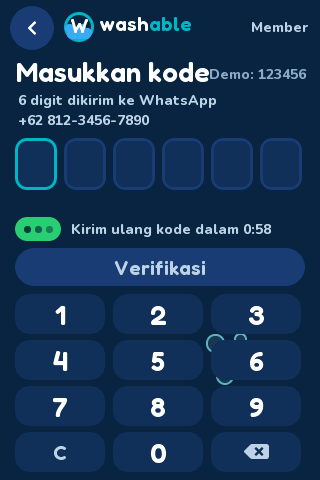 washable
Member
Masukkan kode
Demo: 123456
6 digit dikirim ke WhatsApp
+62 812-3456-7890
Kirim ulang kode dalam 0:58
Verifikasi
1 2 3
4 5 6
7 8 9
C 0